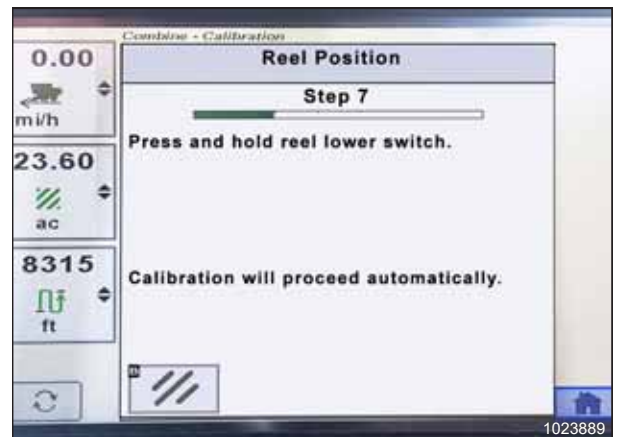 Combine - Calibration
0.00
mi/h
23.60
ac
8315
ft
Reel Position
Step 7
Press and hold reel lower switch.
Calibration will proceed automatically.
1023889